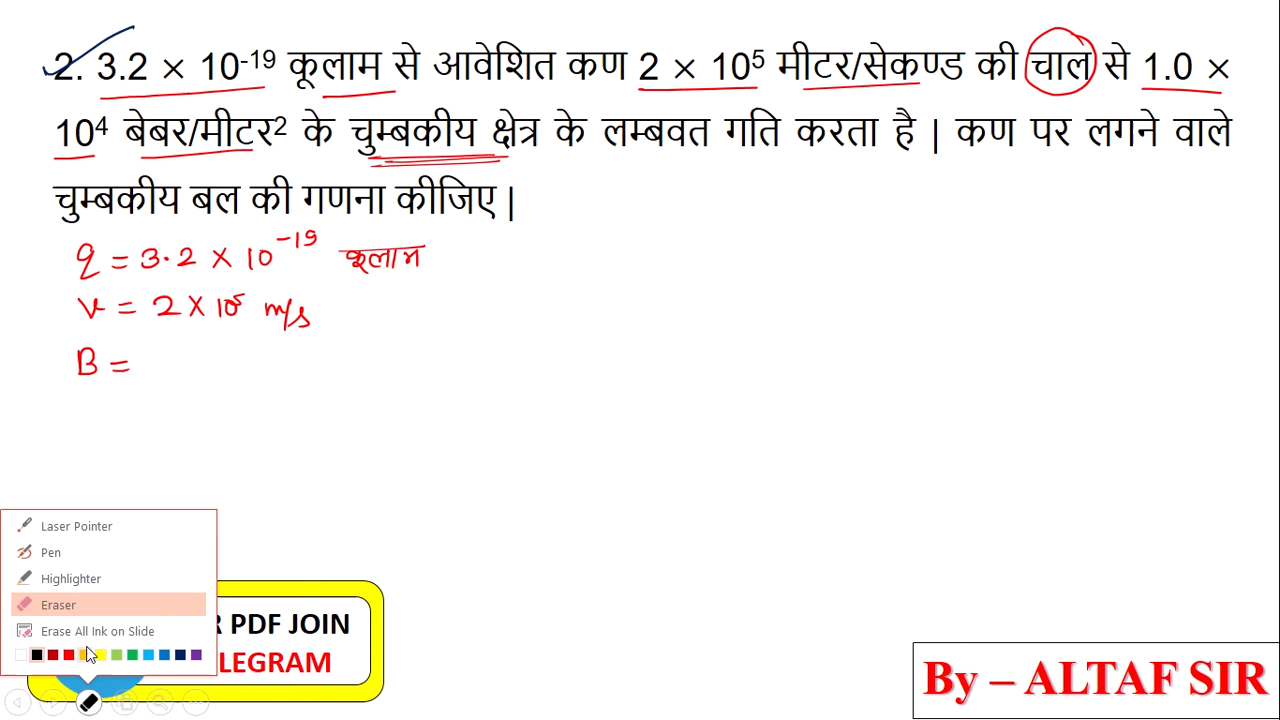 2. 3.2 × 10⁻¹⁹ कूलाम से आवेशित कण 2 × 10⁵ मीटर/सेकण्ड की चाल से 1.0 ×
10⁴ बेबर/मीटर² के चुम्बकीय क्षेत्र के लम्बवत गति करता है | कण पर लगने वाले
चुम्बकीय बल की गणना कीजिए |
q = 3.2 × 10⁻¹⁹ कूलाम
v = 2 × 10⁵ m/s
B =
Laser Pointer
Pen
Highlighter
Eraser
Erase All Ink on Slide
R PDF JOIN
LEGRAM
By – ALTAF SIR